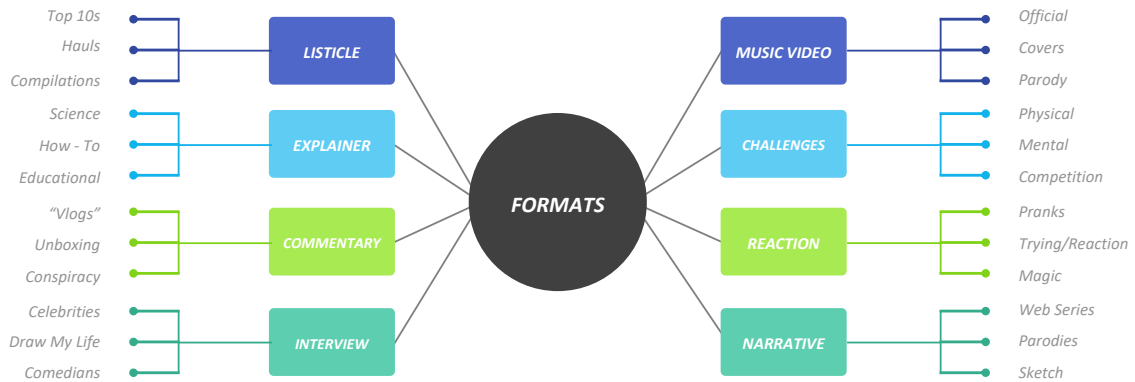 Top 10s
Hauls
Compilations
LISTICLE
Science
How - To
Educational
EXPLAINER
“Vlogs”
Unboxing
Conspiracy
COMMENTARY
Celebrities
Draw My Life
Comedians
INTERVIEW
FORMATS
MUSIC VIDEO
Official
Covers
Parody
CHALLENGES
Physical
Mental
Competition
REACTION
Pranks
Trying/Reaction
Magic
NARRATIVE
Web Series
Parodies
Sketch